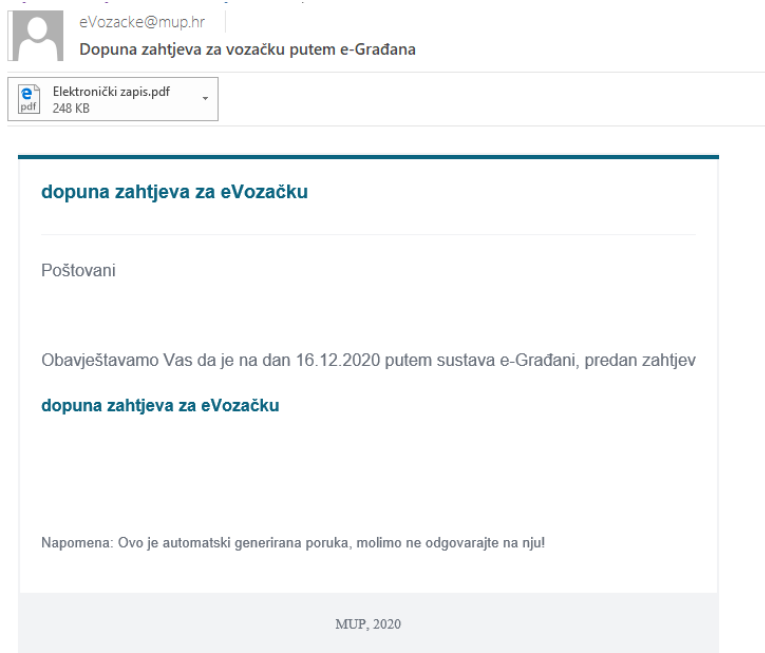 eVozacke@mup.hr
Dopuna zahtjeva za vozačku putem e-Građana
Elektronički zapis.pdf
pdf
248 KB
dopuna zahtjeva za eVozačku
Poštovani
Obavještavamo Vas da je na dan 16.12.2020 putem sustava e-Građani, predan zahtjev
dopuna zahtjeva za eVozačku
Napomena: Ovo je automatski generirana poruka, molimo ne odgovarajte na nju!
MUP, 2020